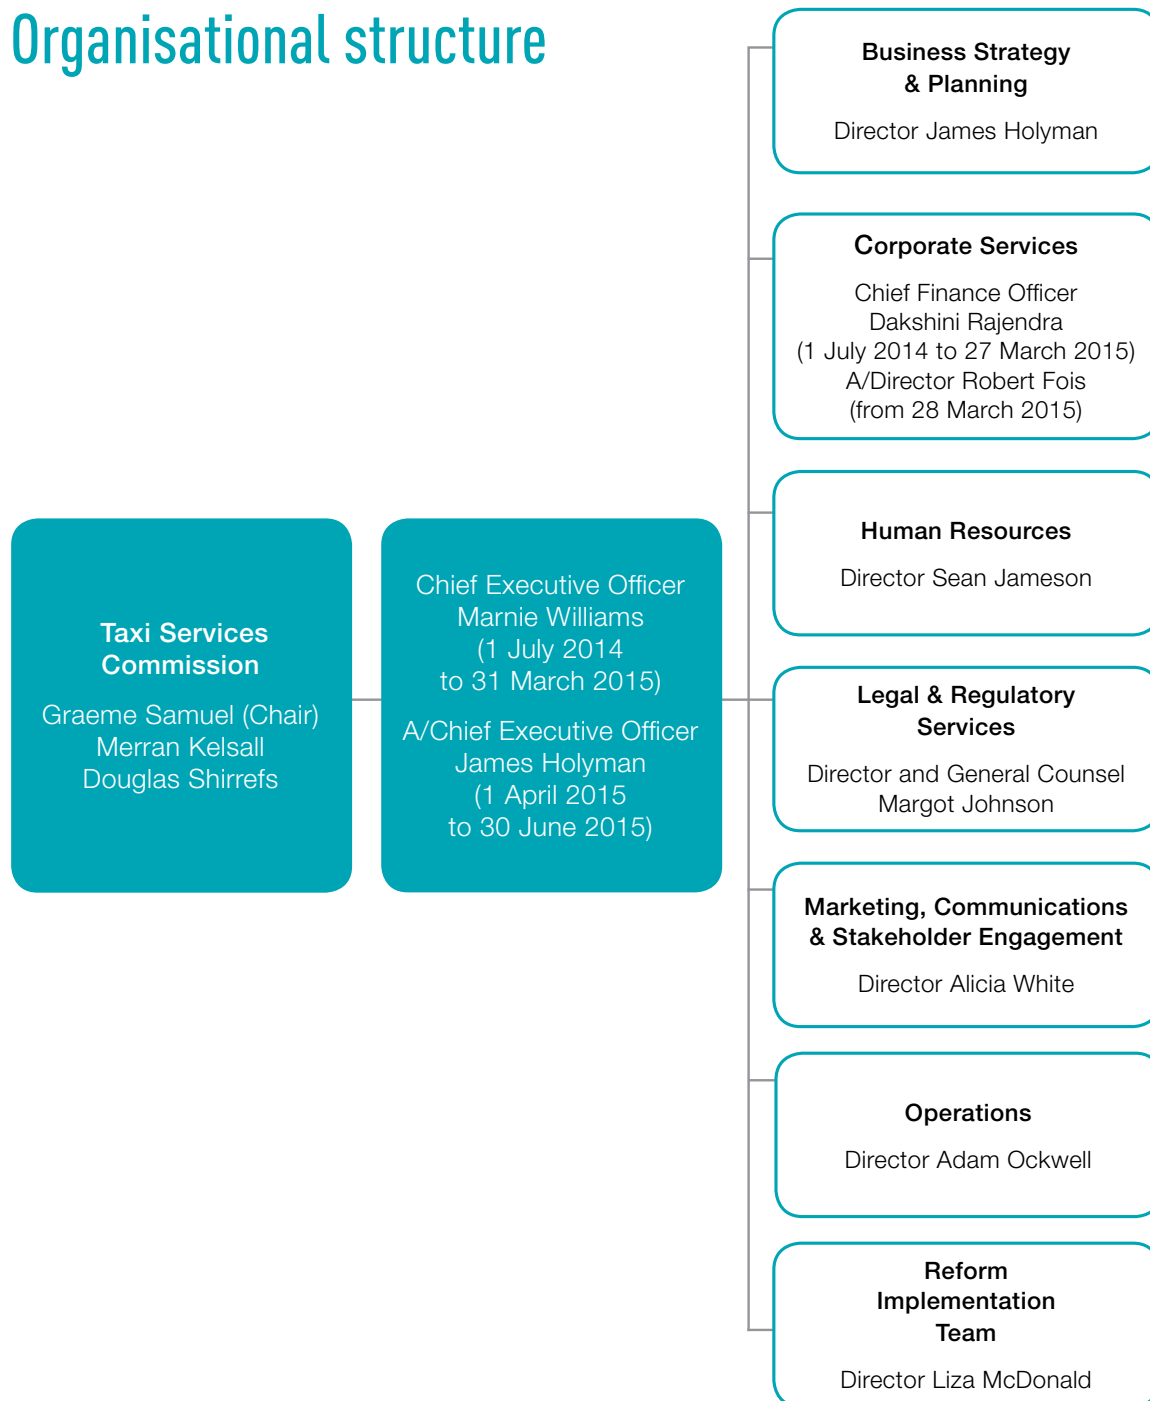 Organisational structure
Taxi Services
Commission
Graeme Samuel (Chair)
Merran Kelsall
Douglas Shirrefs
Chief Executive Officer
Marnie Williams
(1 July 2014
to 31 March 2015)
A/Chief Executive Officer
James Holyman
(1 April 2015
to 30 June 2015)
Business Strategy
& Planning
Director James Holyman
Corporate Services
Chief Finance Officer
Dakshini Rajendra
(1 July 2014 to 27 March 2015)
A/Director Robert Fois
(from 28 March 2015)
Human Resources
Director Sean Jameson
Legal & Regulatory
Services
Director and General Counsel
Margot Johnson
Marketing, Communications
& Stakeholder Engagement
Director Alicia White
Operations
Director Adam Ockwell
Reform
Implementation
Team
Director Liza McDonald